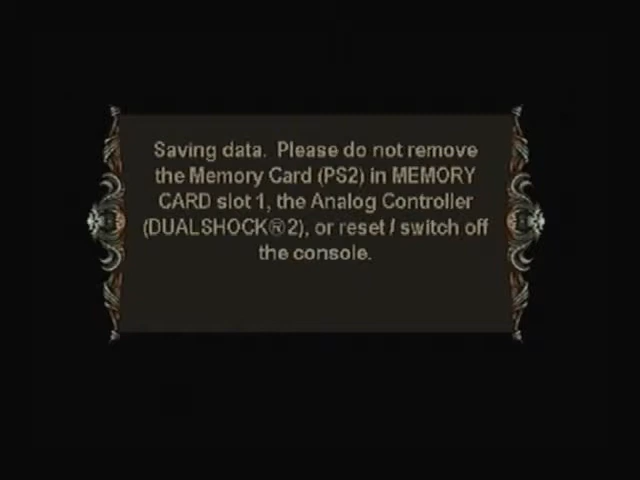 Saving data. Please do not remove
the Memory Card (PS2) in MEMORY
CARD slot 1, the Analog Controller
(DUALSHOCK®2), or reset / switch off
the console.